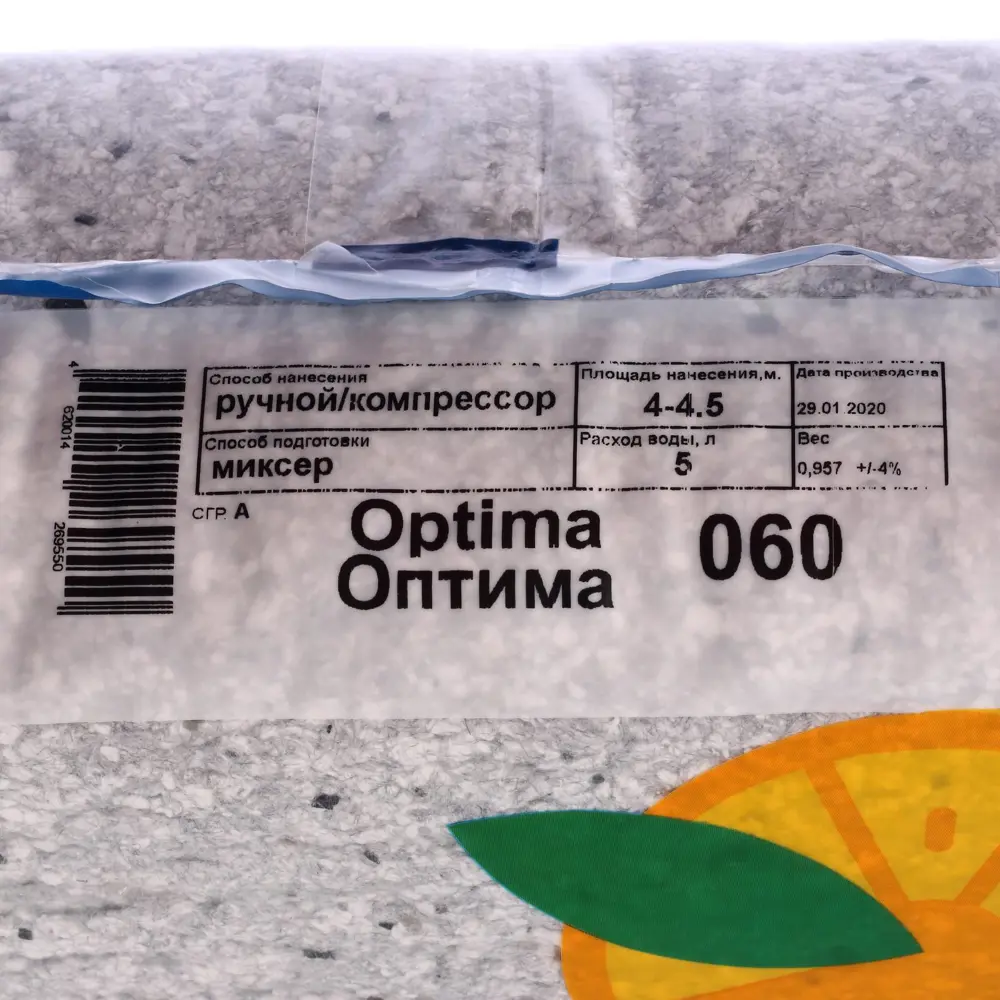 Способ нанесения
ручной/компрессор
Площадь нанесения,м.
4-4.5
Дата производства
29.01.2020
Способ подготовки
миксер
Расход воды, л
5
Вес
0,957 +/-4%
СГР А
Optima
Оптима
060
4 620014 269550